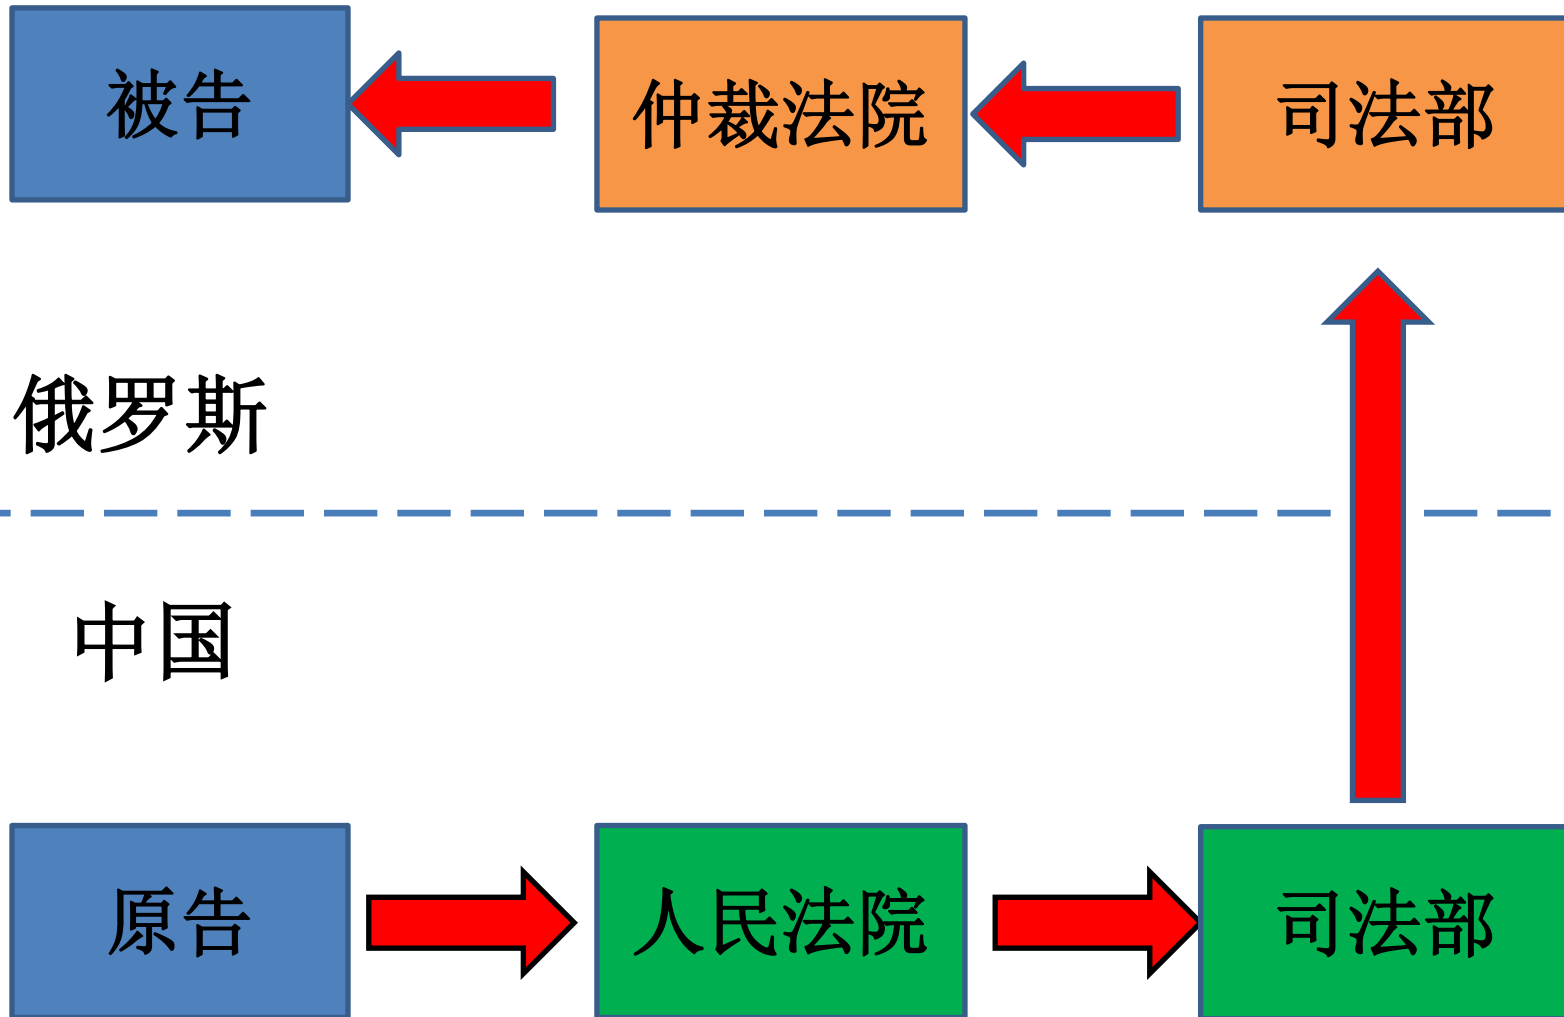 被告
仲裁法院
司法部
俄罗斯
中国
原告
人民法院
司法部